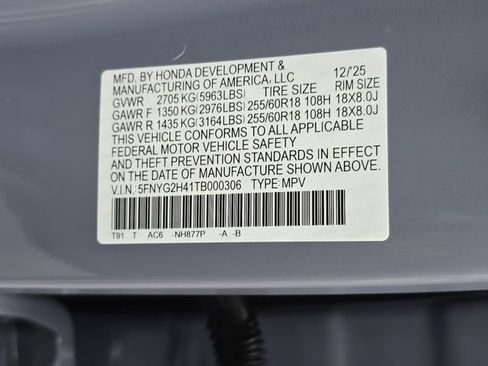 MFD. BY HONDA DEVELOPMENT & 12/'25
MANUFACTURING OF AMERICA, LLC
GVWR 2705 KG(5963LBS) TIRE SIZE RIM SIZE
GAWR F 1350 KG(2976LBS) 255/60R18 108H 18X8.0J
GAWR R 1435 KG(3164LBS) 255/60R18 108H 18X8.0J
THIS VEHICLE CONFORMS TO ALL APPLICABLE
FEDERAL MOTOR VEHICLE SAFETY
AND THEFT PREVENTION STANDARDS IN EFFECT
ON THE DATE OF MANUFACTURE SHOWN ABOVE.
V.I.N.: 5FNYG2H41TB000306 TYPE: MPV
T91 T AC6 -NH877P -A -B